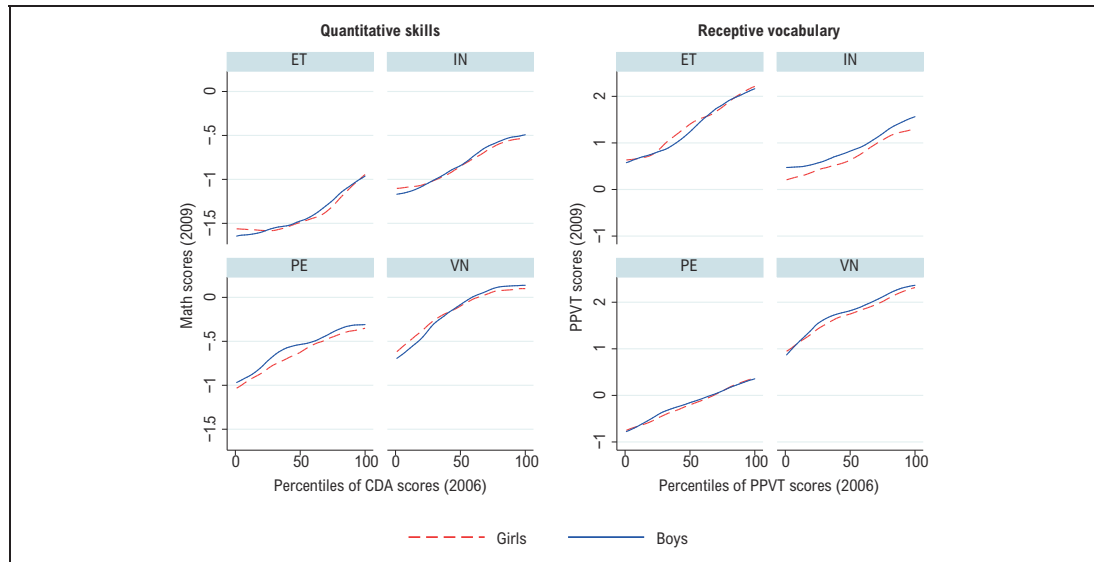 Quantitative skills
ET
IN
PE
VN
0
-.5
-1
-1.5
0
-.5
-1
-1.5
Math scores (2009)
0
50
100
0
50
100
Percentiles of CDA scores (2006)
Receptive vocabulary
ET
IN
PE
VN
2
1
0
-1
2
1
0
-1
PPVT scores (2009)
0
50
100
0
50
100
Percentiles of PPVT scores (2006)
Girls
Boys